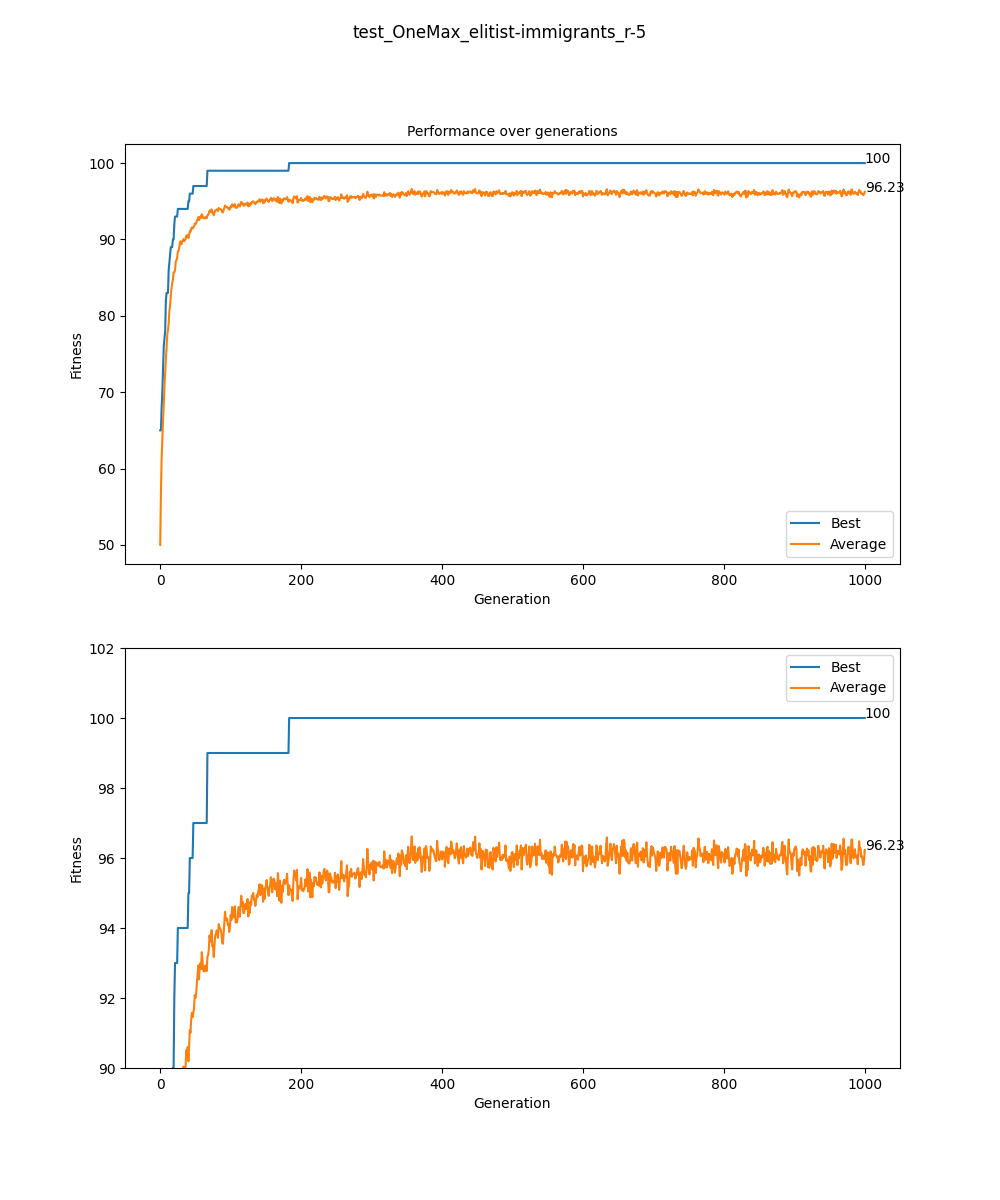 test_OneMax_elitist-immigrants_r-5
Performance over generations
100
96.23
100
90
80
70
60
50
Fitness
Best
Average
0 200 400 600 800 1000
Generation
102
100
98
96
94
92
90
Fitness
Best
Average
100
96.23
0 200 400 600 800 1000
Generation